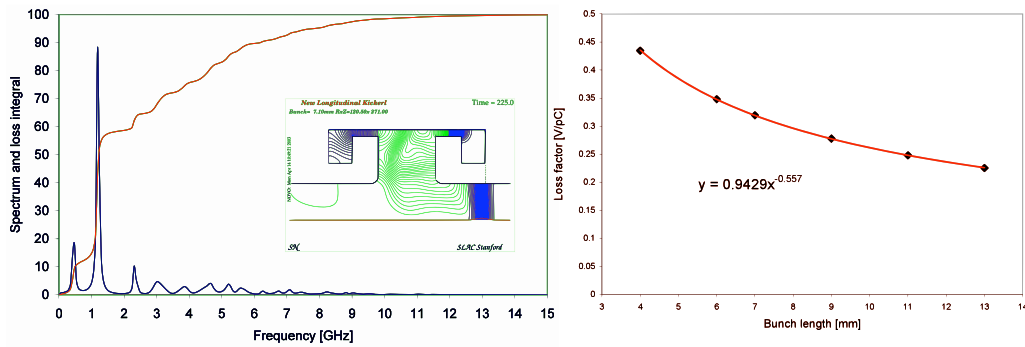 100
90
80
70
60
50
40
30
20
10
0
Spectrum and loss integral
0 1 2 3 4 5 6 7 8 9 10 11 12 13 14 15
Frequency [GHz]
New Longitudinal Kicker!
Time = 225.0
SN
SLAC Stanford
0.5
0.45
0.4
0.35
0.3
0.25
0.2
0.15
0.1
0.05
0
Loss factor [V/pC]
y = 0.9429x^-0.557
3 4 5 6 7 8 9 10 11 12 13 14
Bunch length [mm]